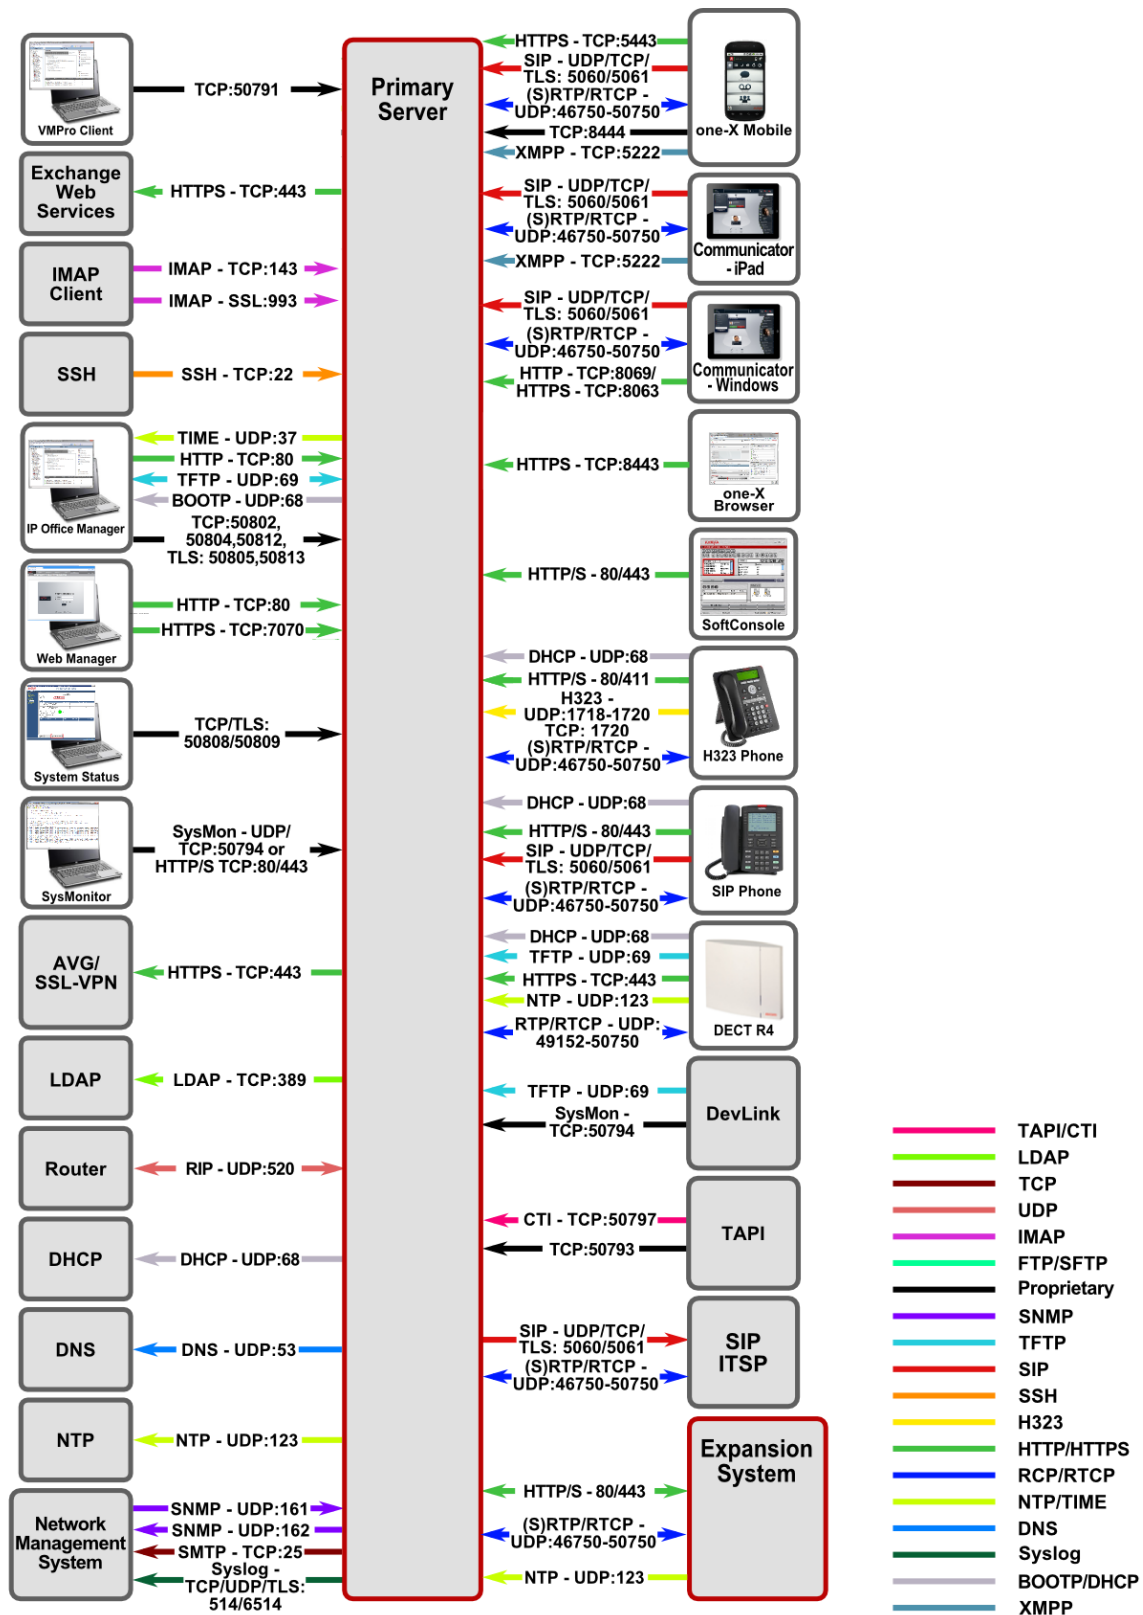 Primary
Server
TCP:50791
VMPro Client
Exchange
Web
Services
HTTPS - TCP:443
IMAP
Client
IMAP - TCP:143
IMAP - SSL:993
SSH
SSH - TCP:22
TIME - UDP:37
HTTP - TCP:80
TFTP - UDP:69
BOOTP - UDP:68
TCP:50802,
50804,50812,
TLS: 50805,50813
IP Office Manager
HTTP - TCP:80
HTTPS - TCP:7070
Web Manager
TCP/TLS:
50808/50809
System Status
SysMon - UDP/
TCP:50794 or
HTTP/S TCP:80/443
SysMonitor
AVG/
SSL-VPN
HTTPS - TCP:443
LDAP
LDAP - TCP:389
Router
RIP - UDP:520
DHCP
DHCP - UDP:68
DNS
DNS - UDP:53
NTP
NTP - UDP:123
Network
Management
System
SNMP - UDP:161
SNMP - UDP:162
SMTP - TCP:25
Syslog -
TCP/UDP/TLS:
514/6514
HTTPS - TCP:5443
SIP - UDP/TCP/
TLS: 5060/5061
(S)RTP/RTCP -
UDP:46750-50750
TCP:8444
XMPP - TCP:5222
one-X Mobile
SIP - UDP/TCP/
TLS: 5060/5061
(S)RTP/RTCP -
UDP:46750-50750
XMPP - TCP:5222
Communicator
- iPad
SIP - UDP/TCP/
TLS: 5060/5061
(S)RTP/RTCP -
UDP:46750-50750
HTTP - TCP:8069/
HTTPS - TCP:8063
Communicator
- Windows
HTTPS - TCP:8443
one-X
Browser
HTTP/S - 80/443
SoftConsole
DHCP - UDP:68
HTTP/S - 80/411
H323 -
UDP:1718-1720
TCP: 1720
(S)RTP/RTCP -
UDP:46750-50750
H323 Phone
DHCP - UDP:68
HTTP/S - 80/443
SIP - UDP/TCP/
TLS: 5060/5061
(S)RTP/RTCP -
UDP:46750-50750
SIP Phone
DHCP - UDP:68
TFTP - UDP:69
HTTPS - TCP:443
NTP - UDP:123
RTP/RTCP - UDP:
49152-50750
DECT R4
TFTP - UDP:69
SysMon -
TCP:50794
DevLink
CTI - TCP:50797
TCP:50793
TAPI
SIP - UDP/TCP/
TLS: 5060/5061
(S)RTP/RTCP -
UDP:46750-50750
SIP
ITSP
Expansion
System
HTTP/S - 80/443
(S)RTP/RTCP -
UDP:46750-50750
NTP - UDP:123
TAPI/CTI
LDAP
TCP
UDP
IMAP
FTP/SFTP
Proprietary
SNMP
TFTP
SIP
SSH
H323
HTTP/HTTPS
RCP/RTCP
NTP/TIME
DNS
Syslog
BOOTP/DHCP
XMPP